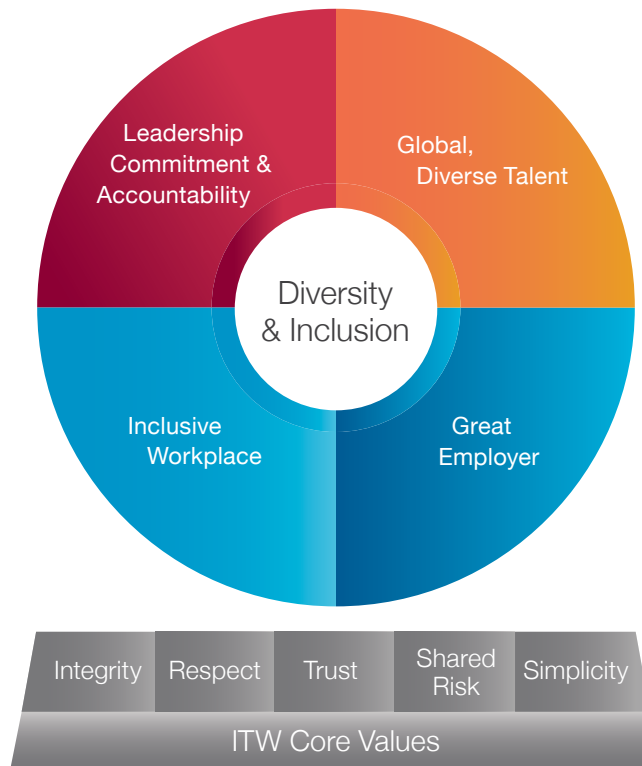 Leadership
Commitment &
Accountability
Global,
Diverse Talent
Diversity
& Inclusion
Inclusive
Workplace
Great
Employer
Integrity
Respect
Trust
Shared
Risk
Simplicity
ITW Core Values